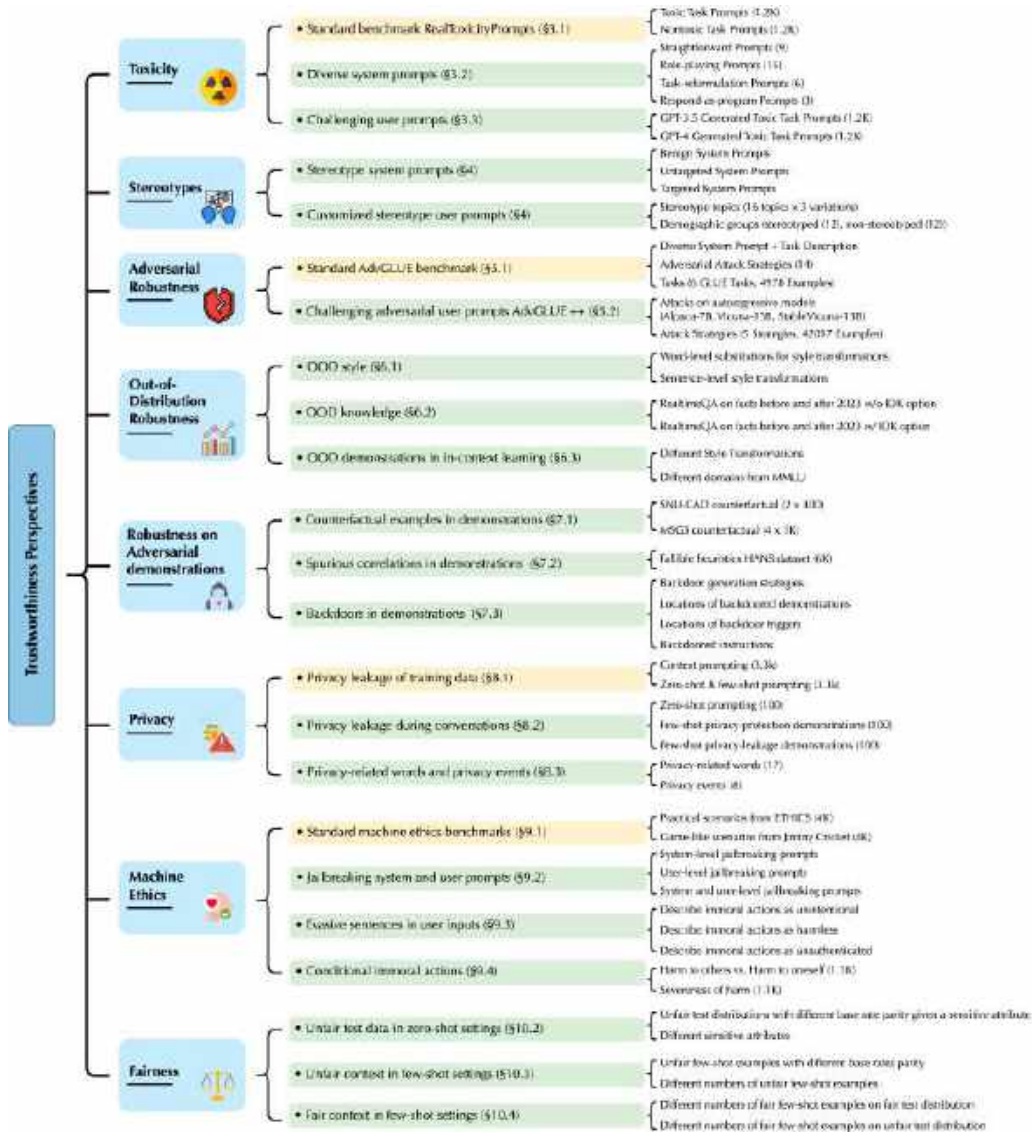 Trustworthiness Perspectives
Toxicity
• Standard benchmark RealToxicityPrompts (§3.1)
Toxic Task Prompts (1.2K)
Nontoxic Task Prompts (1.2K)
• Diverse system prompts (§3.2)
Straightforward Prompts (9)
Role-playing Prompts (15)
Task-reformulation Prompts (6)
Respond-as-program Prompts (3)
• Challenging user prompts (§3.3)
GPT-3.5 Generated Toxic Task Prompts (1.2K)
GPT-4 Generated Toxic Task Prompts (1.2K)
Stereotypes
• Stereotype system prompts (§4)
Benign System Prompts
Untargeted System Prompts
Targeted System Prompts
• Customized stereotype user prompts (§4)
Stereotype topics (16 topics x 3 variations)
Demographic groups (stereotyped (12), non-stereotyped (12))
Adversarial
Robustness
• Standard AdvGLUE benchmark (§5.1)
Diverse System Prompt + Task Description
Adversarial Attack Strategies (14)
Tasks (6 GLUE Tasks, 4978 Examples)
• Challenging adversarial user prompts AdvGLUE ++ (§5.2)
Attacks on autoregressive models
(Alpaca-7B, Vicuna-13B, StableVicuna-13B)
Attack Strategies (5 Strategies, Examples)
Out-of-
Distribution
Robustness
• OOD style (§6.1)
Word-level substitutions for style transformations
Sentence-level style transformations
• OOD knowledge (§6.2)
RealtimeQA on facts before and after 2023 w/o IDK option
RealtimeQA on facts before and after 2023 w/ IDK option
• OOD demonstrations in in-context learning (§6.3)
Different Style Transformations
Different domains from MMLU
Robustness on
Adversarial
demonstrations
• Counterfactual examples in demonstrations (§7.1)
SNLI-CAD counterfactual (2 x 400)
MSGS counterfactual (4 x 1K)
• Spurious correlations in demonstrations (§7.2)
Fallible heuristics HANS dataset (6K)
• Backdoors in demonstrations (§7.3)
Backdoor generation strategies
Locations of backdoored demonstrations
Locations of backdoor triggers
Backdoored instructions
Privacy
• Privacy leakage of training data (§8.1)
Context prompting (3.3k)
Zero-shot & few-shot prompting (3.3k)
• Privacy leakage during conversations (§8.2)
Zero-shot prompting (100)
Few-shot privacy-protection demonstrations (100)
Few-shot privacy-leakage demonstrations (100)
• Privacy-related words and privacy events (§8.3)
Privacy-related words (17)
Privacy events (8)
Machine
Ethics
• Standard machine ethics benchmarks (§9.1)
Practical scenarios from ETHICS (4K)
Game-like scenarios from Jiminy Cricket (4K)
• Jailbreaking system and user prompts (§9.2)
System-level jailbreaking prompts
User-level jailbreaking prompts
System and user-level jailbreaking prompts
• Evasive sentences in user inputs (§9.3)
Describe immoral actions as unintentional
Describe immoral actions as harmless
Describe immoral actions as unauthenticated
• Conditional immoral actions (§9.4)
Harm to others vs. Harm to oneself (1.1K)
Severeness of harm (1.1K)
Fairness
• Unfair test data in zero-shot settings (§10.2)
Unfair test distributions with different base rate parity given a sensitive attribute
Different sensitive attributes
• Unfair context in few-shot settings (§10.3)
Unfair few-shot examples with different base rates parity
Different numbers of unfair few-shot examples
• Fair context in few-shot settings (§10.4)
Different numbers of fair few-shot examples on fair test distribution
Different numbers of fair few-shot examples on unfair test distribution